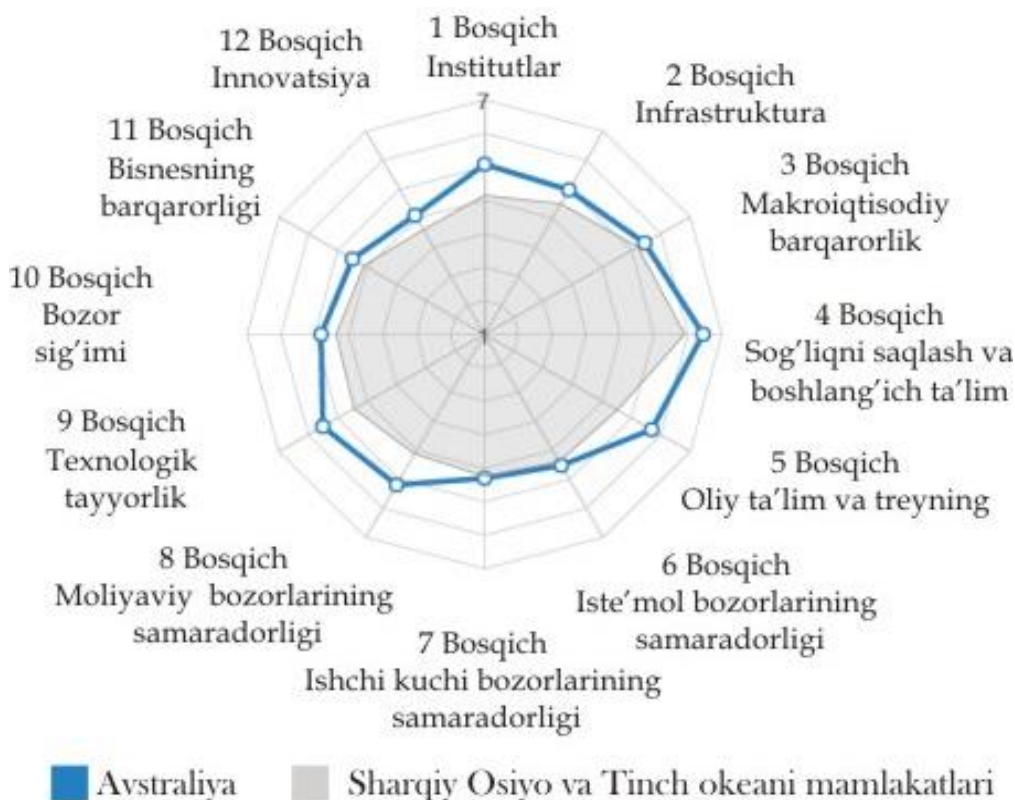 1 Bosqich
Institutlar
2 Bosqich
Infrastruktura
3 Bosqich
Makroiqtisodiy
barqarorlik
4 Bosqich
Sog'liqni saqlash va
boshlang'ich ta'lim
5 Bosqich
Oliy ta'lim va treyning
6 Bosqich
Iste'mol bozorlarining
samaradorligi
7 Bosqich
Ishchi kuchi bozorlarining
samaradorligi
8 Bosqich
Moliyaviy bozorlarining
samaradorligi
9 Bosqich
Texnologik
tayyorlik
10 Bosqich
Bozor
sig'imi
11 Bosqich
Bisnesning
barqarorligi
12 Bosqich
Innovatsiya
7
1
Avstraliya
Sharqiy Osiyo va Tinch okeani mamlakatlari